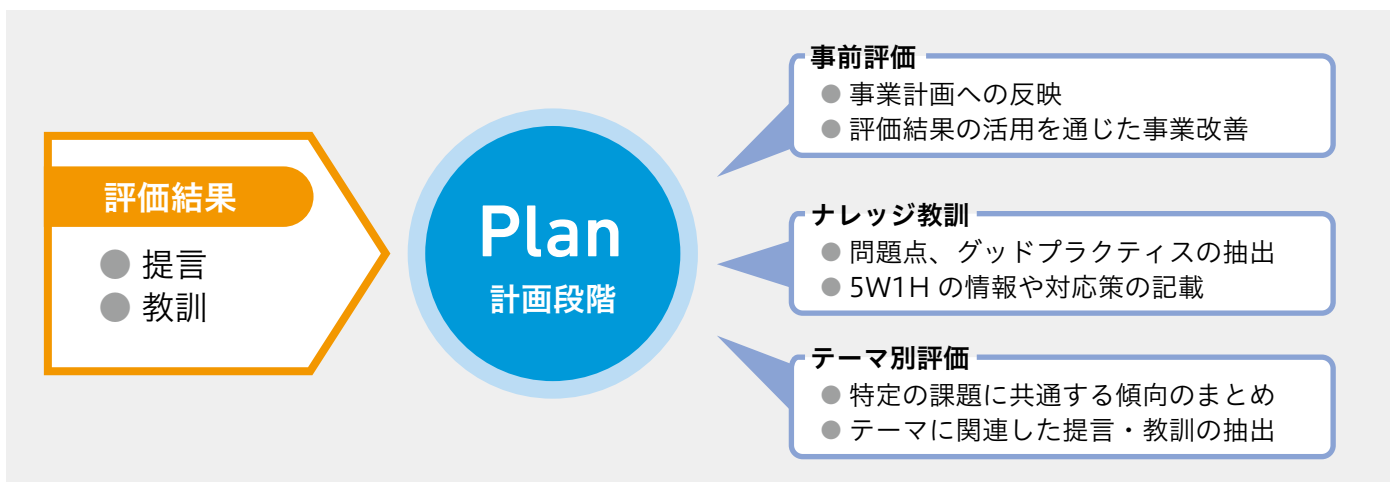 評価結果
● 提言
● 教訓
Plan
計画段階
事前評価
● 事業計画への反映
● 評価結果の活用を通じた事業改善
ナレッジ教訓
● 問題点、グッドプラクティスの抽出
● 5W1H の情報や対応策の記載
テーマ別評価
● 特定の課題に共通する傾向のまとめ
● テーマに関連した提言・教訓の抽出